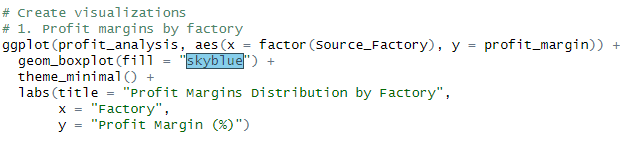 # Create visualizations
# 1. Profit margins by factory
ggplot(profit_analysis, aes(x = factor(Source_Factory), y = profit_margin)) +
  geom_boxplot(fill = "skyblue") +
  theme_minimal() +
  labs(title = "Profit Margins Distribution by Factory",
       x = "Factory",
       y = "Profit Margin (%)")